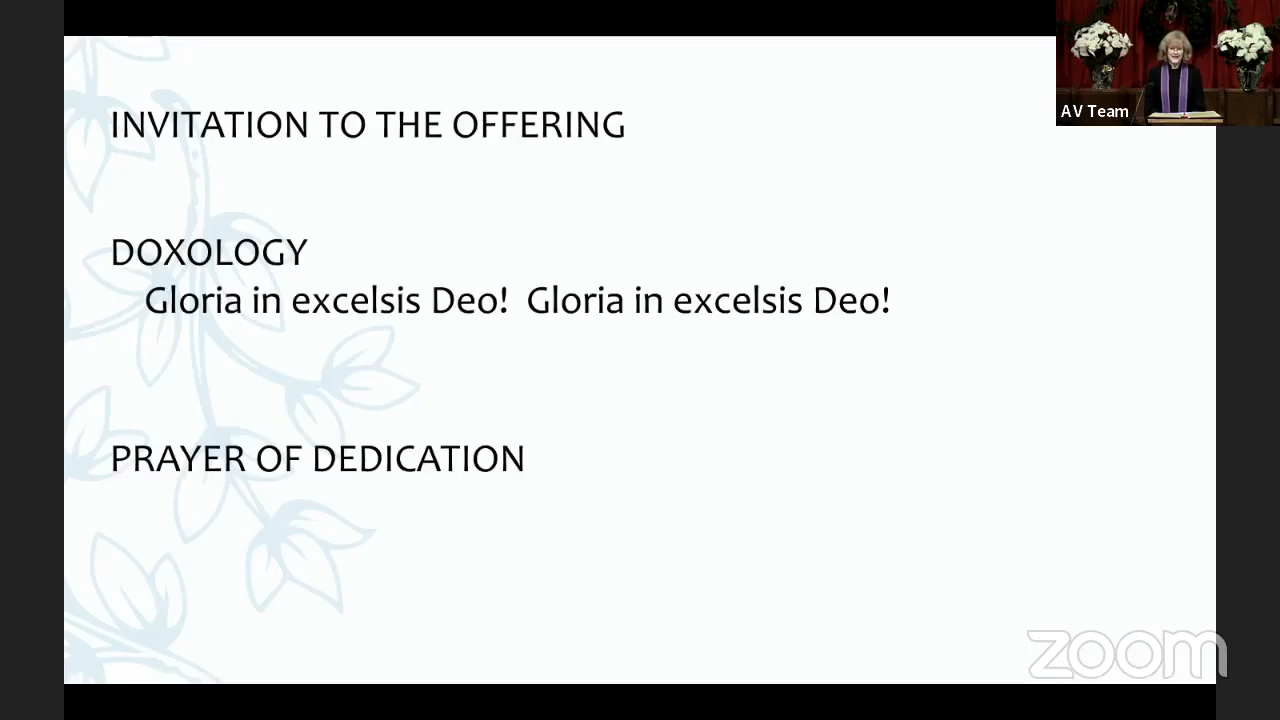 AV Team
INVITATION TO THE OFFERING
DOXOLOGY
Gloria in excelsis Deo!  Gloria in excelsis Deo!
PRAYER OF DEDICATION
zoom